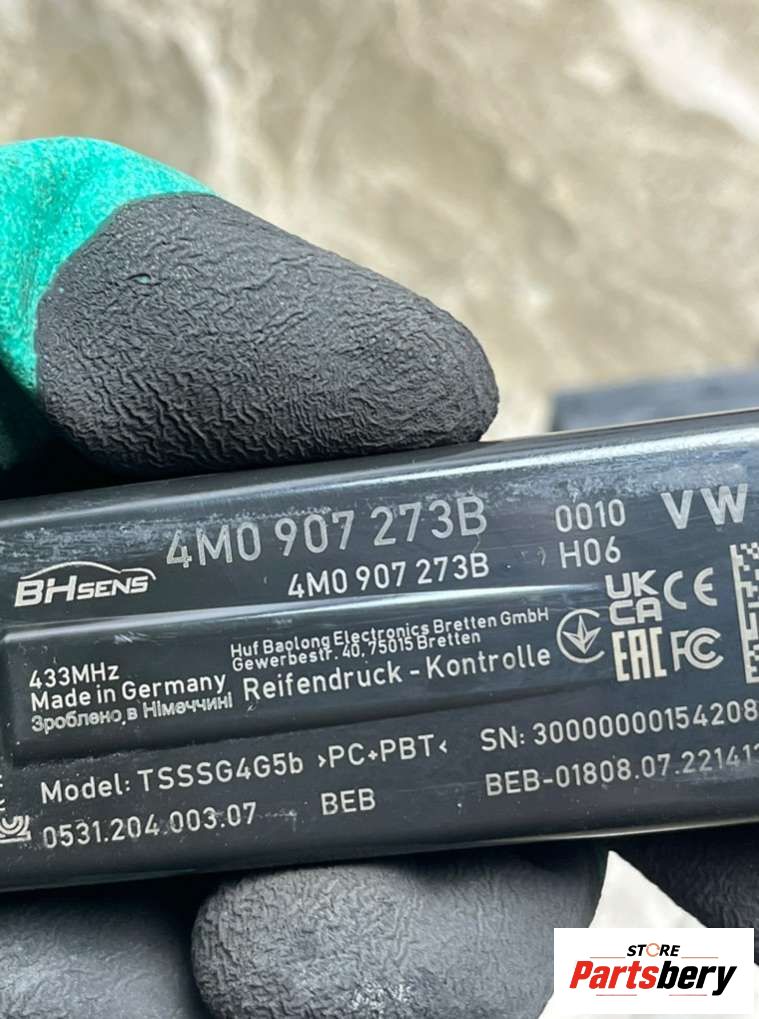 4M0 907 273B 0010 VW
BHSENS 4M0 907 273B H06
UK CA CE
EAC FC
433MHz
Made in Germany
Зроблено в Німеччині
Huf Baolong Electronics Bretten GmbH
Gewerbestr. 40, 75015 Bretten
Reifendruck - Kontrolle
Model: TSSSG4G5b >PC+PBT< SN: 30000000154208
0531.204.003.07 BEB BEB-01808.07.22141
STORE
Partsbery